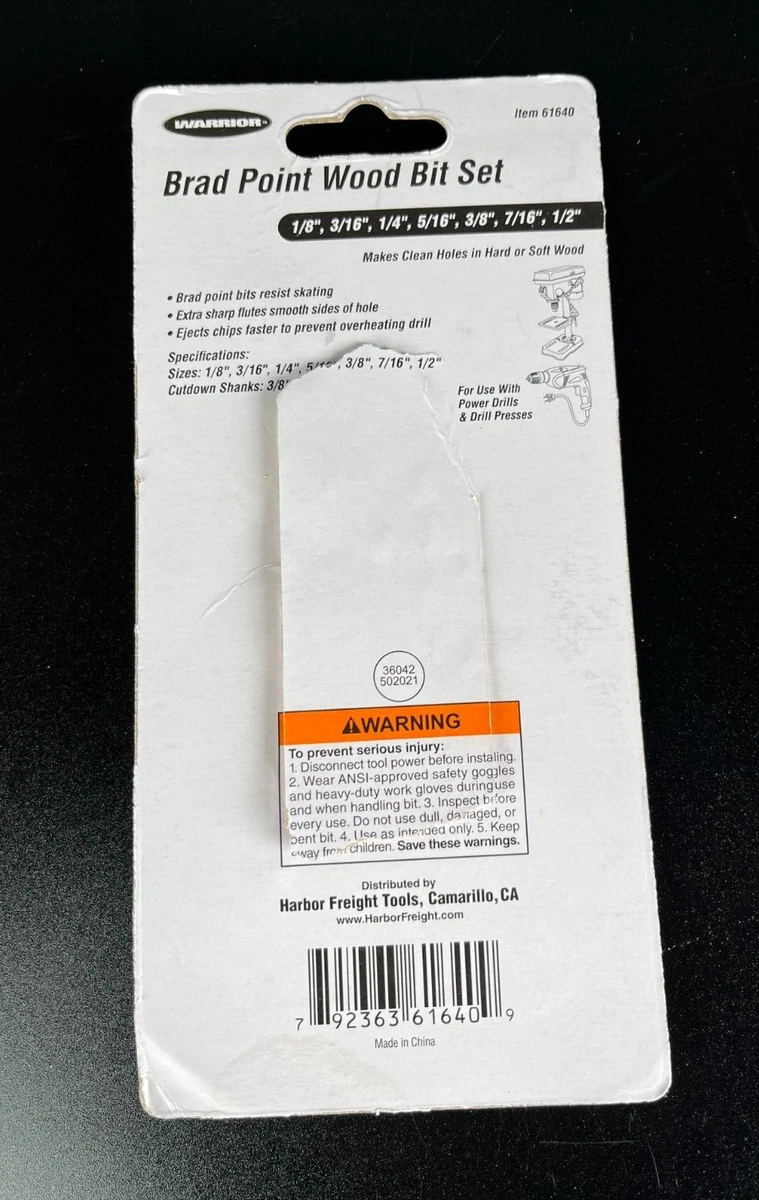 WARRIOR™
Item 61640
Brad Point Wood Bit Set
1/8", 3/16", 1/4", 5/16", 3/8", 7/16", 1/2"
Makes Clean Holes in Hard or Soft Wood
• Brad point bits resist skating
• Extra sharp flutes smooth sides of hole
• Ejects chips faster to prevent overheating drill
Specifications:
Sizes: 1/8", 3/16", 1/4", 5/16", 3/8", 7/16", 1/2"
Cutdown Shanks: 3/8"
For Use With
Power Drills
& Drill Presses
36042
502021
WARNING
To prevent serious injury:
1. Disconnect tool power before instaling.
2. Wear ANSI-approved safety goggles
and heavy-duty work gloves during use
and when handling bit. 3. Inspect before
every use. Do not use dull, damaged, or
bent bit. 4. Use as intended only. 5. Keep
away from children. Save these warnings.
Distributed by
Harbor Freight Tools, Camarillo, CA
www.HarborFreight.com
7 92363 61640 9
Made in China